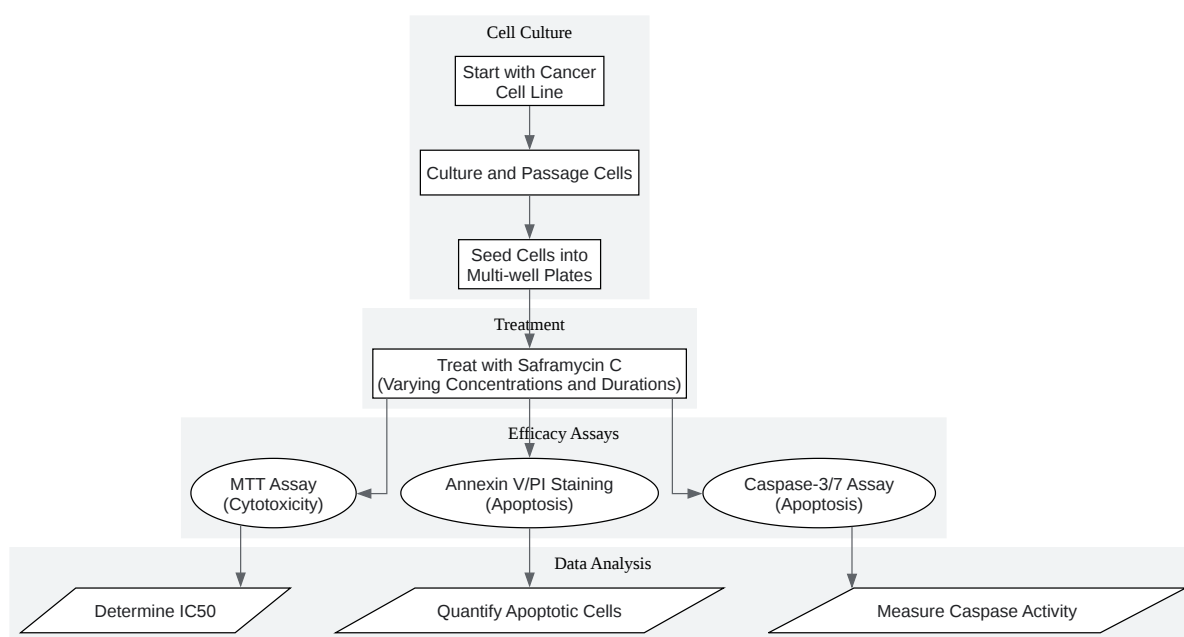 Cell Culture
Start with Cancer
Cell Line
Culture and Passage Cells
Seed Cells into
Multi-well Plates
Treatment
Treat with Saframycin C
(Varying Concentrations and Durations)
Efficacy Assays
MTT Assay
(Cytotoxicity)
Annexin V/PI Staining
(Apoptosis)
Caspase-3/7 Assay
(Apoptosis)
Data Analysis
Determine IC50
Quantify Apoptotic Cells
Measure Caspase Activity